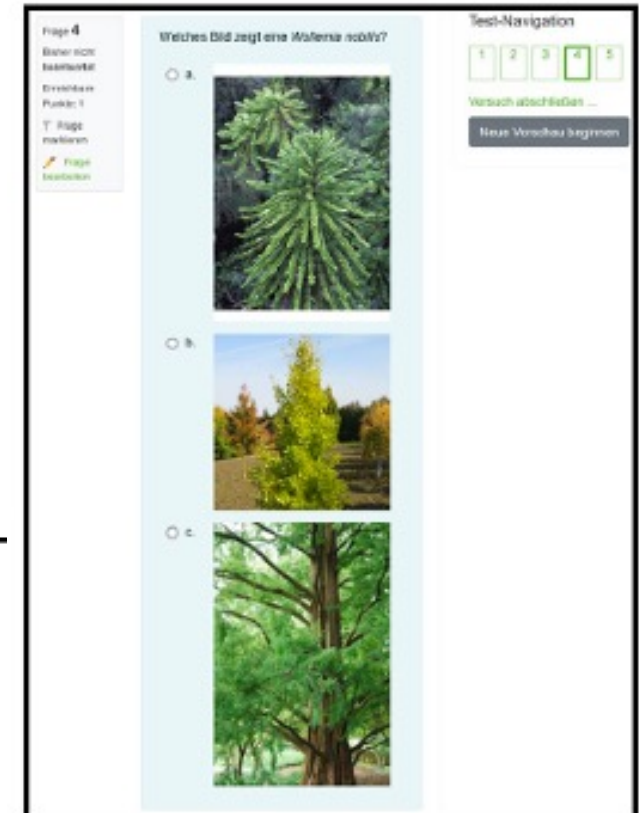 Frage 4
Bisher nicht
beantwortet
Erreichbare
Punkte: 1
Frage
markieren
Frage
bearbeiten
Welches Bild zeigt eine Wollemia nobilis?
a.
b.
c.
Test-Navigation
1 2 3 4 5
Versuch abschließen ...
Neue Vorschau beginnen